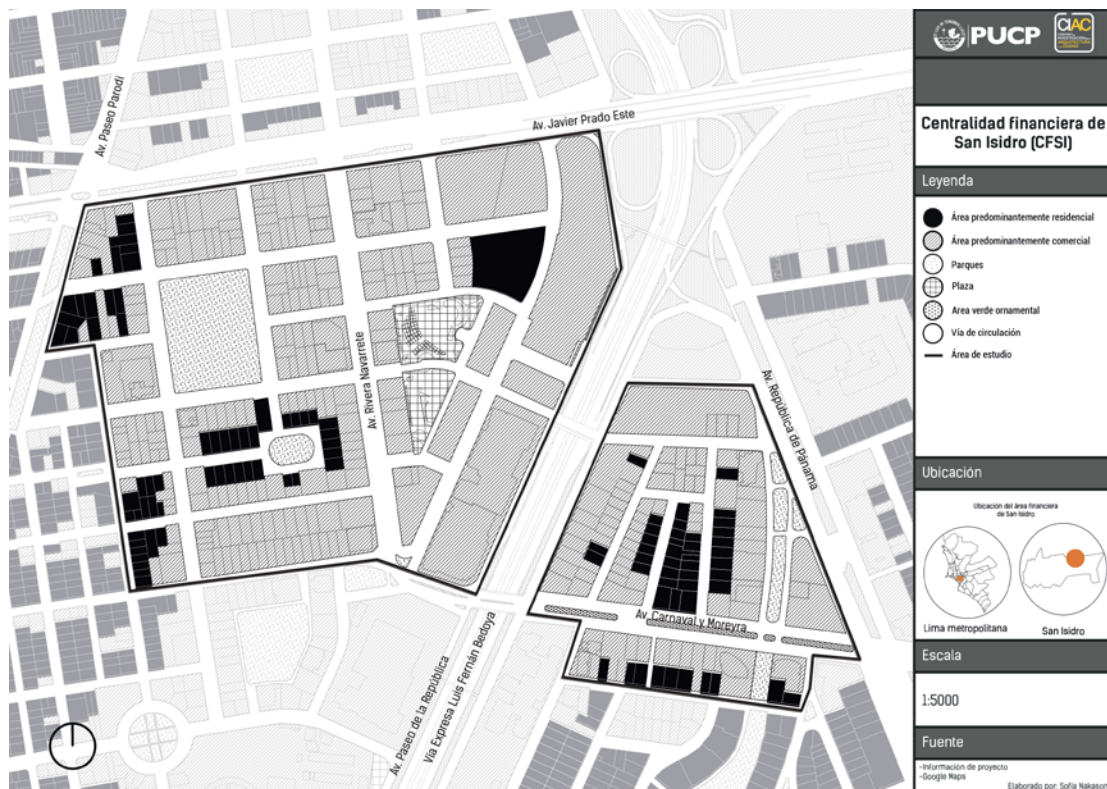 PUCP
CIAC
Centralidad financiera de
San Isidro (CFSI)
Leyenda
Área predominantemente residencial
Área predominantemente comercial
Parques
Plaza
Area verde ornamental
Vía de circulación
Área de estudio
Ubicación
Ubicación del área financiera
de San Isidro
Lima metropolitana
San Isidro
Escala
1:5000
Fuente
-Información de proyecto
-Google Maps
Elaborado por: Sofía Nakason
Av. Paseo Parodi
Av. Javier Prado Este
Av. Rivera Navarrete
Av. República de Pánama
Av. Carnaval y Moreyra
Av. Paseo de la República
Vía Expresa Luis Fernán Bedoya